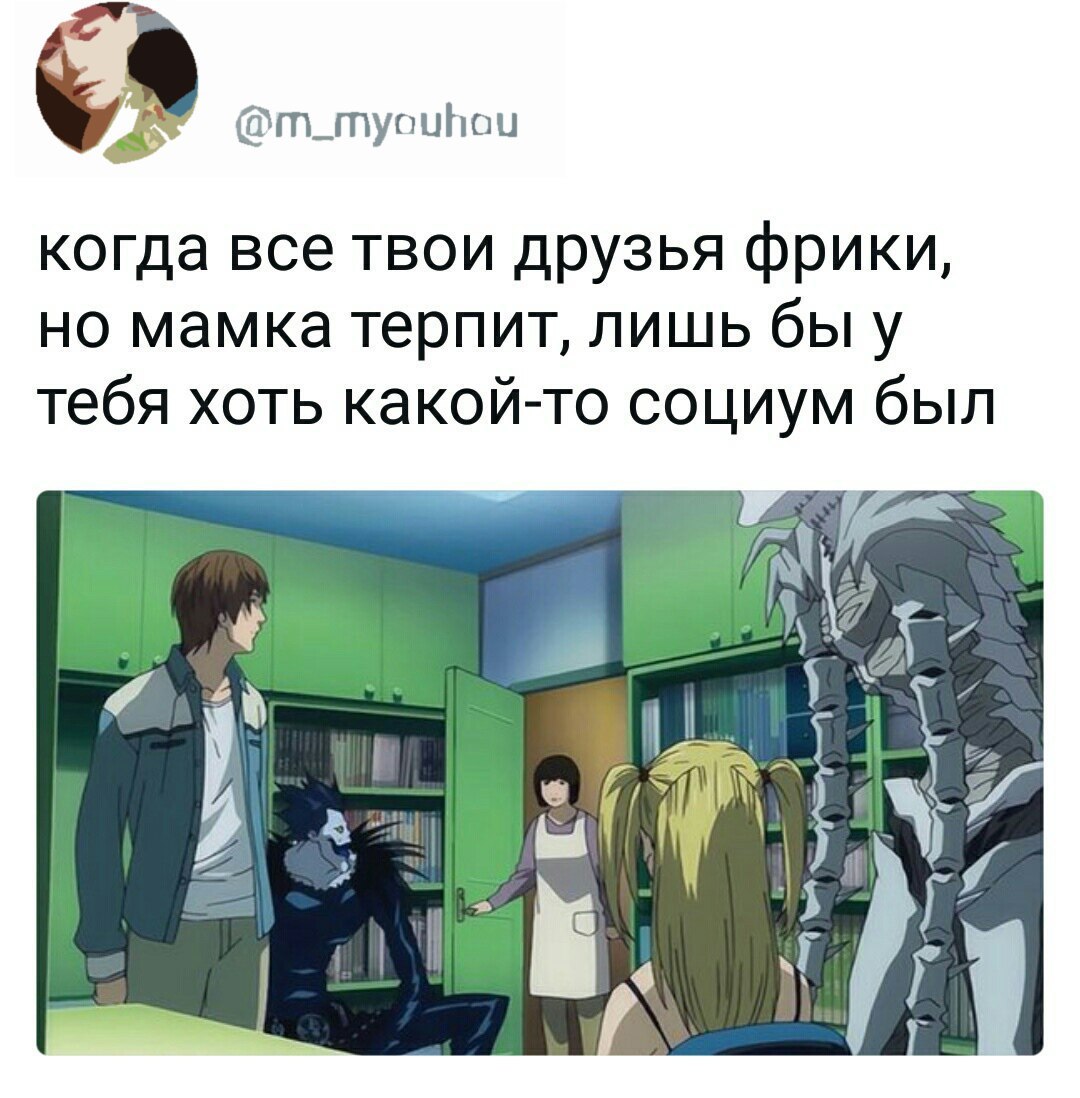 @m_myouhou
когда все твои друзья фрики,
но мамка терпит, лишь бы у
тебя хоть какой-то социум был